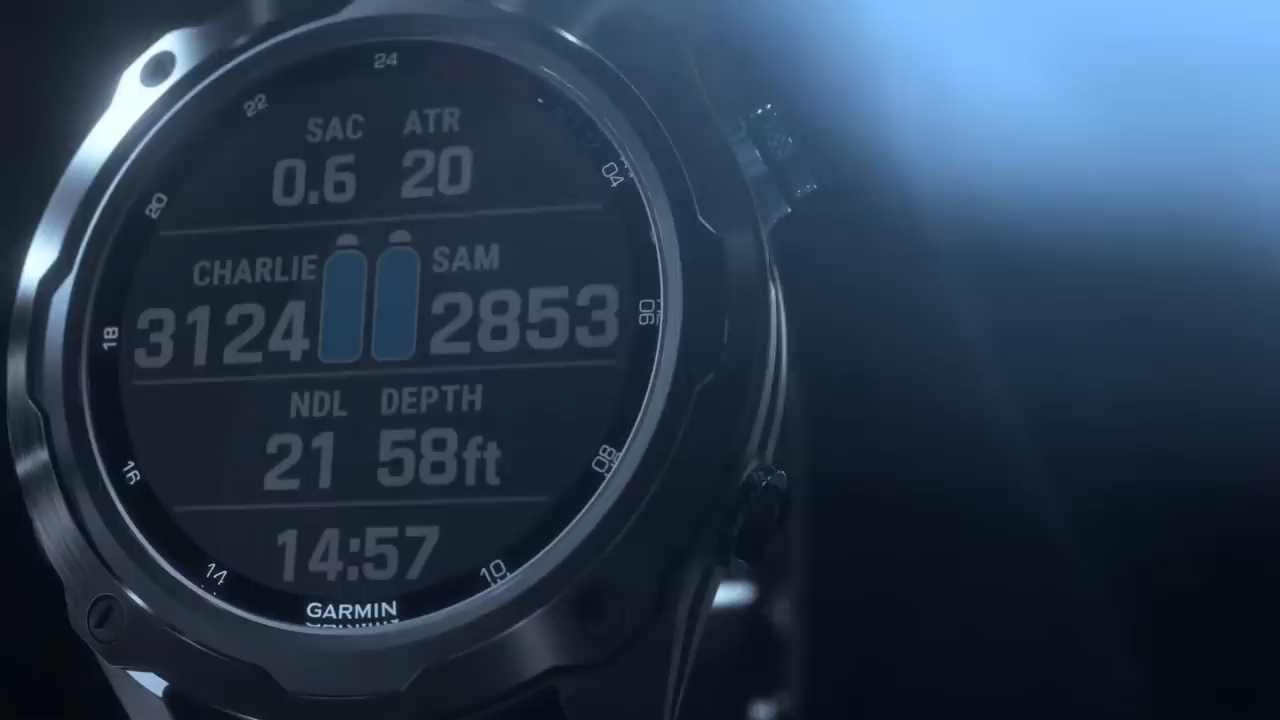 24
22
20
18
16
14
04
06
08
10
SAC ATR
0.6 20
CHARLIE SAM
3124 2853
NDL DEPTH
21 58ft
14:57
GARMIN